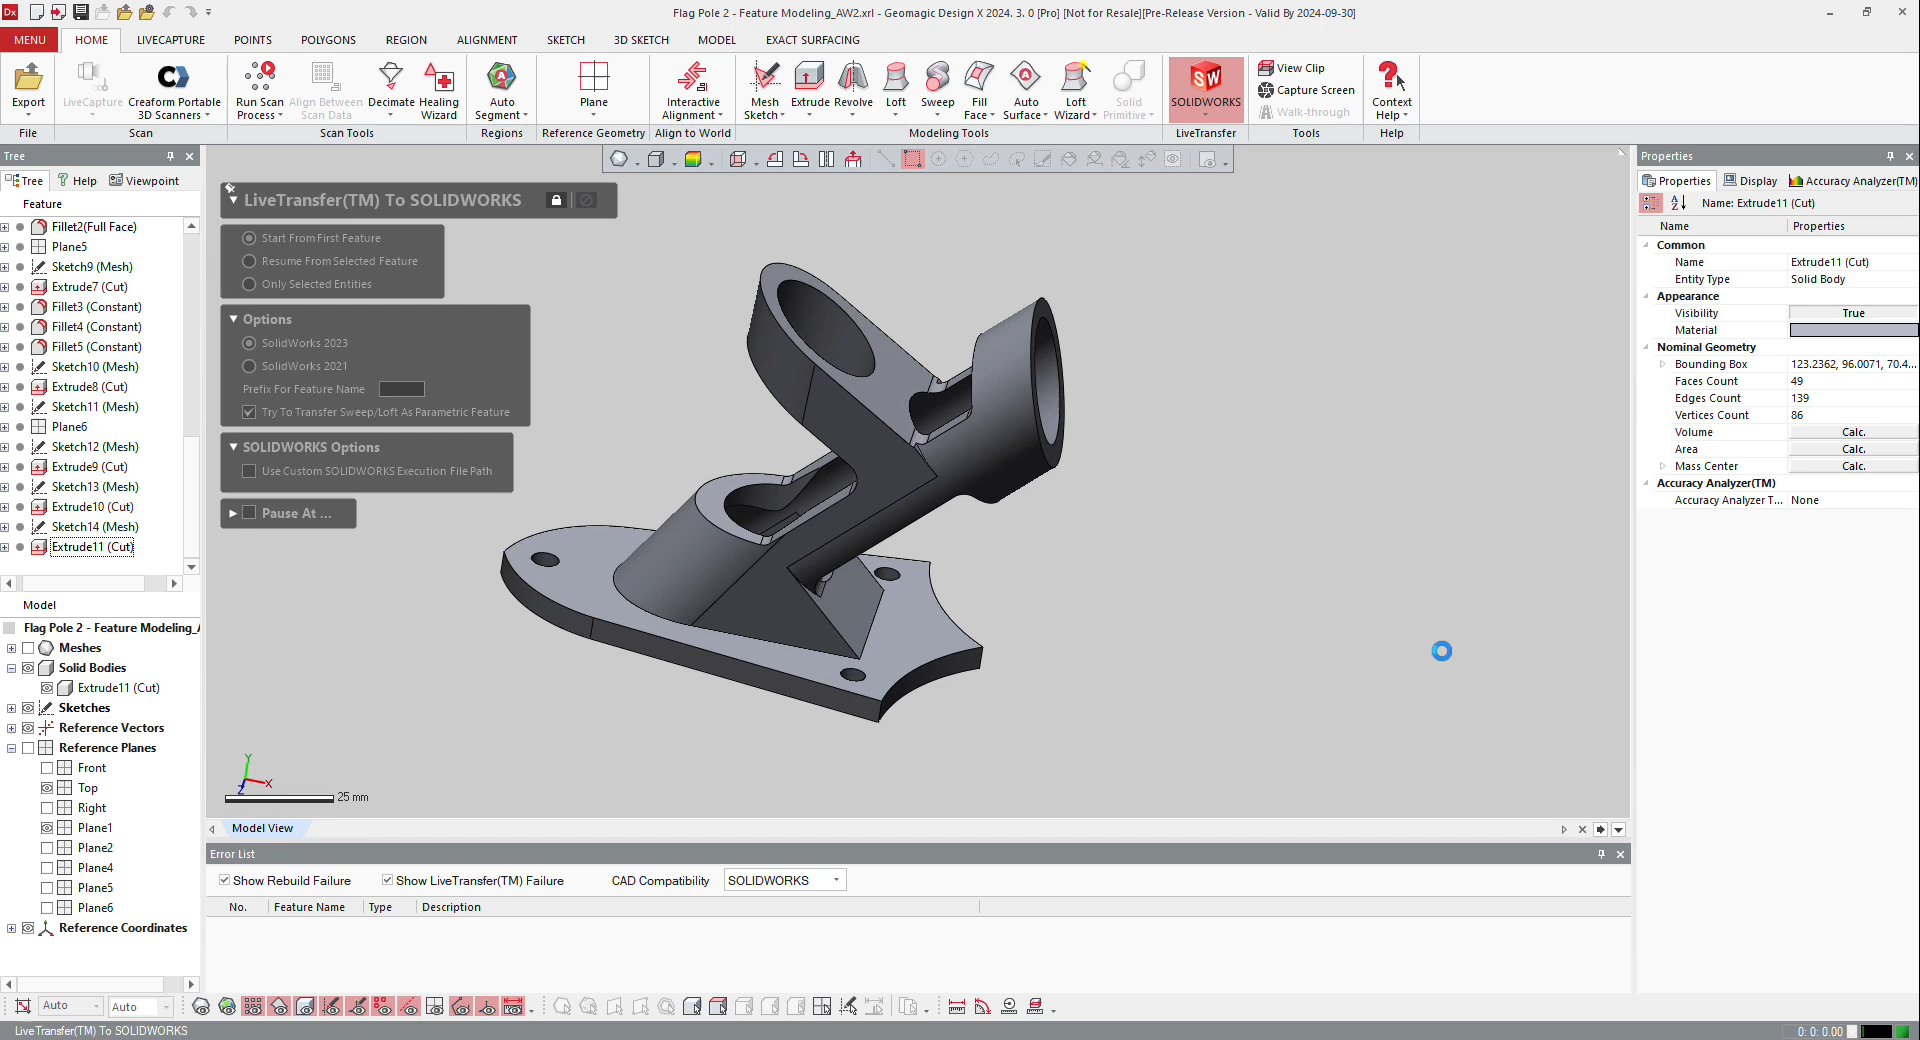 Flag Pole 2 - Feature Modeling_AW2.xrl - Geomagic Design X 2024. 3. 0 [Pro] [Not for Resale][Pre-Release Version - Valid By 2024-09-30]
Dx
MENU HOME LIVECAPTURE POINTS POLYGONS REGION ALIGNMENT SKETCH 3D SKETCH MODEL EXACT SURFACING
Export
LiveCapture
Creaform Portable 3D Scanners
Run Scan Process
Align Between Scan Data
Decimate
Healing Wizard
Auto Segment
Plane
Interactive Alignment
Mesh Sketch
Extrude
Revolve
Loft
Sweep
Fill Face
Auto Surface
Loft Wizard
Solid Primitive
SW
SOLIDWORKS
View Clip
Capture Screen
Walk-through
Context Help
File Scan Scan Tools Regions Reference Geometry Align to World Modeling Tools LiveTransfer Tools Help
Tree
Tree Help Viewpoint
Feature
Fillet2(Full Face)
Plane5
Sketch9 (Mesh)
Extrude7 (Cut)
Fillet3 (Constant)
Fillet4 (Constant)
Fillet5 (Constant)
Sketch10 (Mesh)
Extrude8 (Cut)
Sketch11 (Mesh)
Plane6
Sketch12 (Mesh)
Extrude9 (Cut)
Sketch13 (Mesh)
Extrude10 (Cut)
Sketch14 (Mesh)
Extrude11 (Cut)
Model
Flag Pole 2 - Feature Modeling_A
Meshes
Solid Bodies
Extrude11 (Cut)
Sketches
Reference Vectors
Reference Planes
Front
Top
Right
Plane1
Plane2
Plane4
Plane5
Plane6
Reference Coordinates
LiveTransfer(TM) To SOLIDWORKS
Start From First Feature
Resume From Selected Feature
Only Selected Entities
Options
SolidWorks 2023
SolidWorks 2021
Prefix For Feature Name
Try To Transfer Sweep/Loft As Parametric Feature
SOLIDWORKS Options
Use Custom SOLIDWORKS Execution File Path
Pause At ...
Y
X
Z
25 mm
Model View
Error List
Show Rebuild Failure Show LiveTransfer(TM) Failure CAD Compatibility SOLIDWORKS
No. Feature Name Type Description
Properties
Properties Display Accuracy Analyzer(TM)
Name: Extrude11 (Cut)
Name Properties
Common
Name Extrude11 (Cut)
Entity Type Solid Body
Appearance
Visibility True
Material
Nominal Geometry
Bounding Box 123.2362, 96.0071, 70.4...
Faces Count 49
Edges Count 139
Vertices Count 86
Volume Calc.
Area Calc.
Mass Center Calc.
Accuracy Analyzer(TM)
Accuracy Analyzer T... None
Auto Auto
LiveTransfer(TM) To SOLIDWORKS
0: 0: 0.00